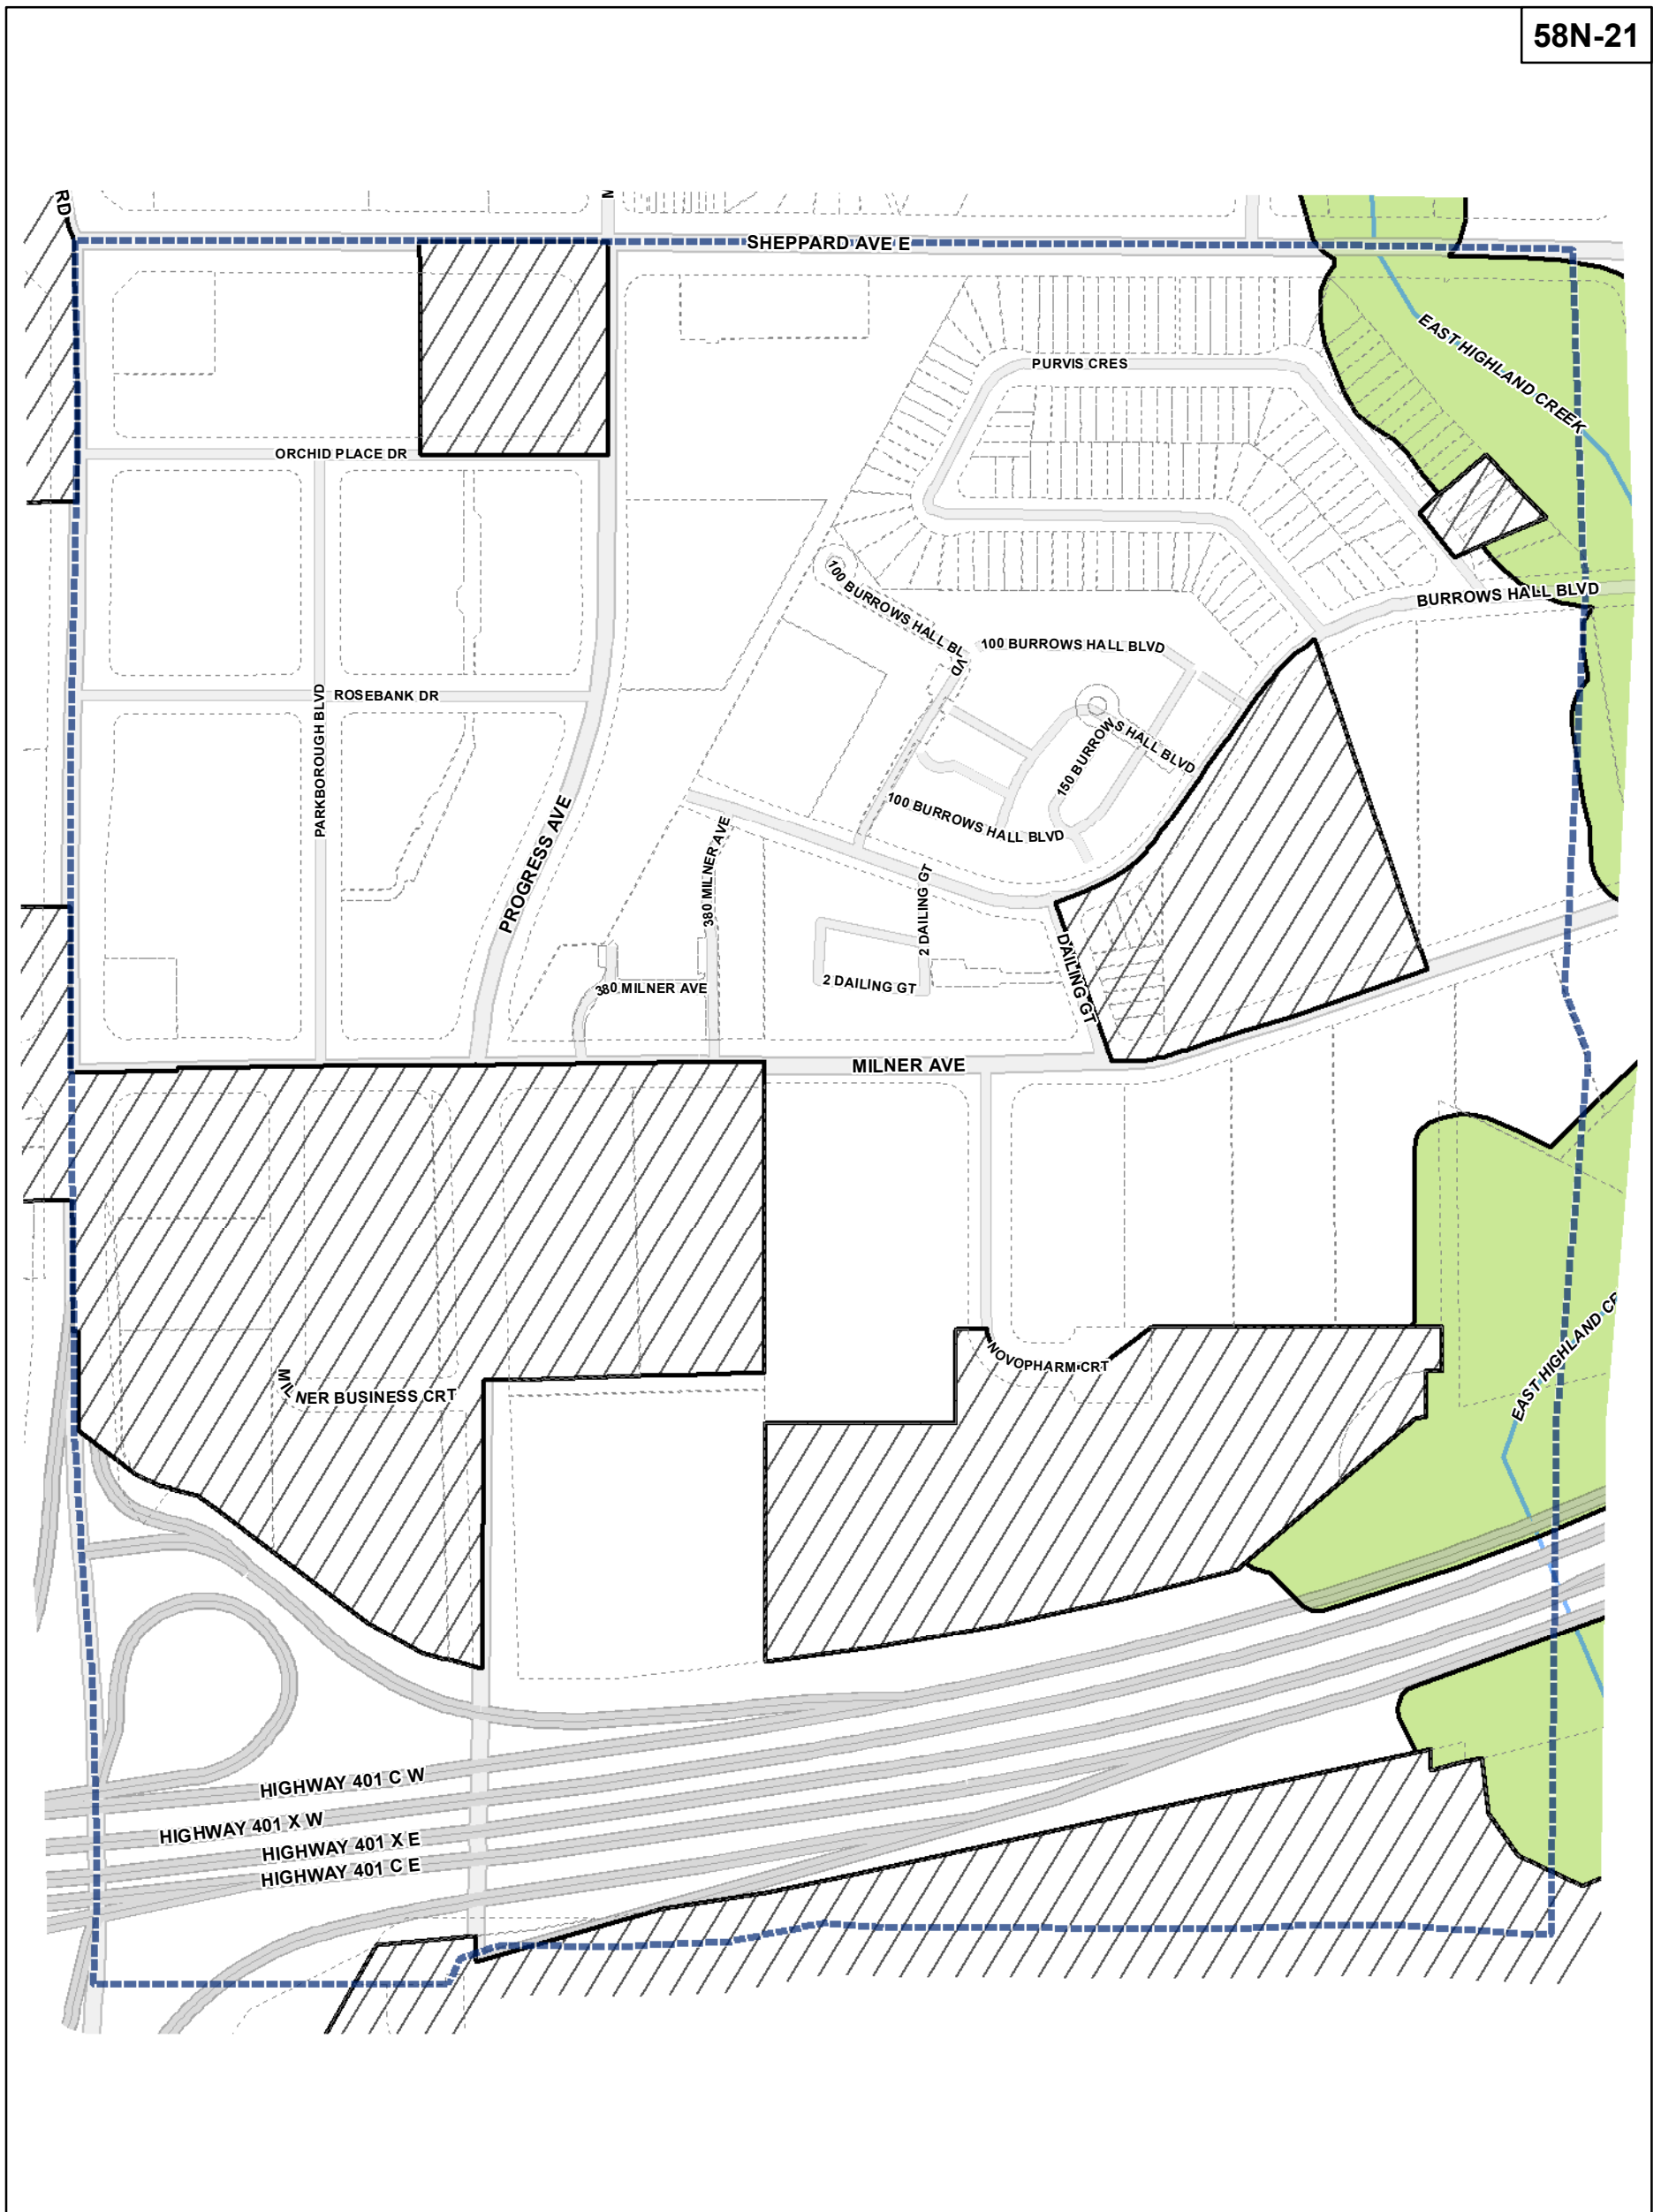 58N-21
RD
N
SHEPPARD AVE E
EAST HIGHLAND CREEK
PURVIS CRES
ORCHID PLACE DR
100 BURROWS HALL BLVD
BURROWS HALL BLVD
100 BURROWS HALL BLVD
ROSEBANK DR
PARKBOROUGH BLVD
150 BURROWS HALL BLVD
100 BURROWS HALL BLVD
PROGRESS AVE
380 MILNER AVE
2 DAILING GT
DAILING GT
380 MILNER AVE
2 DAILING GT
MILNER AVE
EAST HIGHLAND CR
NOVOPHARM CRT
MILNER BUSINESS CRT
HIGHWAY 401 C W
HIGHWAY 401 X W
HIGHWAY 401 X E
HIGHWAY 401 C E